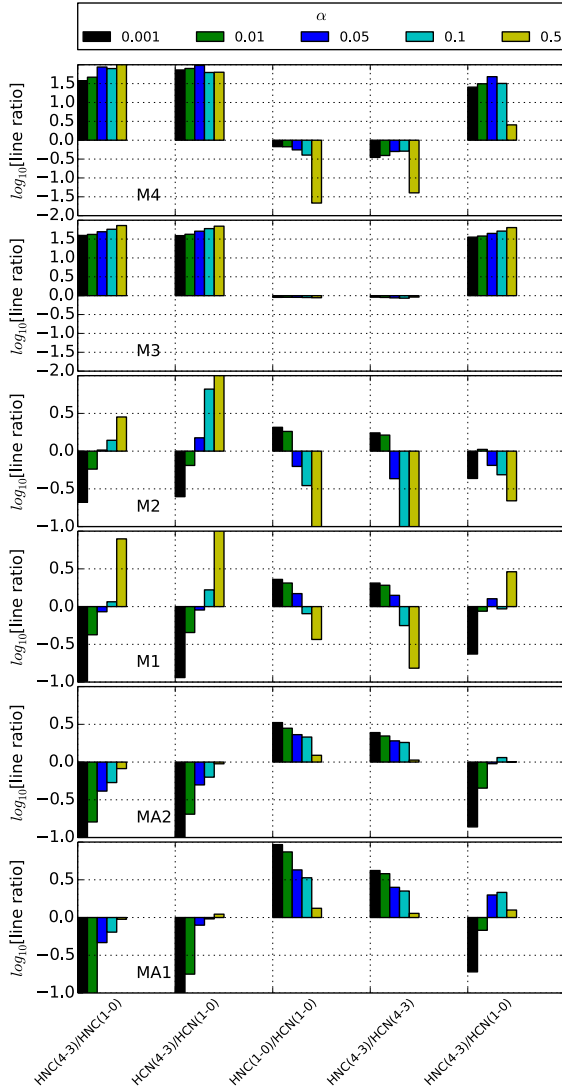 α
0.001 0.01 0.05 0.1 0.5
log10[line ratio]
1.5
1.0
0.5
0.0
−0.5
−1.0
−1.5
−2.0
M4
log10[line ratio]
1.5
1.0
0.5
0.0
−0.5
−1.0
−1.5
−2.0
M3
log10[line ratio]
0.5
0.0
−0.5
−1.0
M2
log10[line ratio]
0.5
0.0
−0.5
−1.0
M1
log10[line ratio]
0.5
0.0
−0.5
−1.0
MA2
log10[line ratio]
0.5
0.0
−0.5
−1.0
MA1
HNC(4-3)/HNC(1-0)
HCN(4-3)/HCN(1-0)
HNC(1-0)/HCN(1-0)
HNC(4-3)/HCN(4-3)
HNC(4-3)/HCN(1-0)